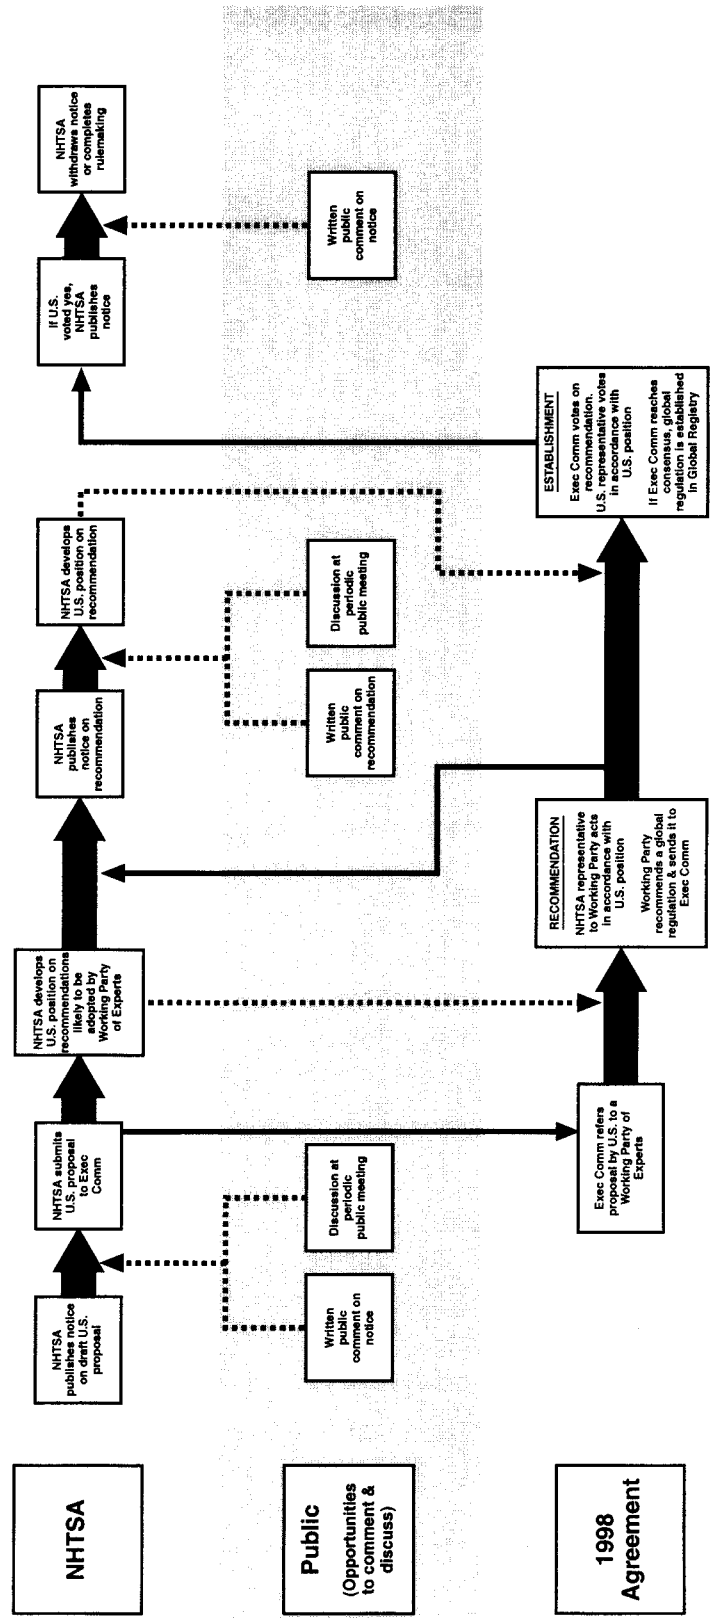 NHTSA
NHTSA
publishes notice
on draft U.S.
proposal
NHTSA submits
U.S. proposal
to Exec
Comm
NHTSA develops
U.S. position on
recommendations
likely to be
adopted by
Working Party
of Experts
NHTSA
publishes
notice on
recommendation
NHTSA develops
U.S. position on
recommendation
If U.S.
voted yes,
NHTSA
publishes
notice
NHTSA
withdraws notice
or completes
rulemaking
Public
(Opportunities
to comment &
discuss)
Written
public
comment on
notice
Discussion at
periodic
public meeting
Written
public
comment on
recommendation
Discussion at
periodic
public meeting
Written
public
comment on
notice
1998
Agreement
Exec Comm refers
proposal by U.S. to a
Working Party of
Experts
RECOMMENDATION
NHTSA representative
to Working Party acts
in accordance with
U.S. position
Working Party
recommends a global
regulation & sends it to
Exec Comm
ESTABLISHMENT
Exec Comm votes on
recommendation.
U.S. representative votes
in accordance with
U.S. position
If Exec Comm reaches
consensus, global
regulation is established
in Global Registry